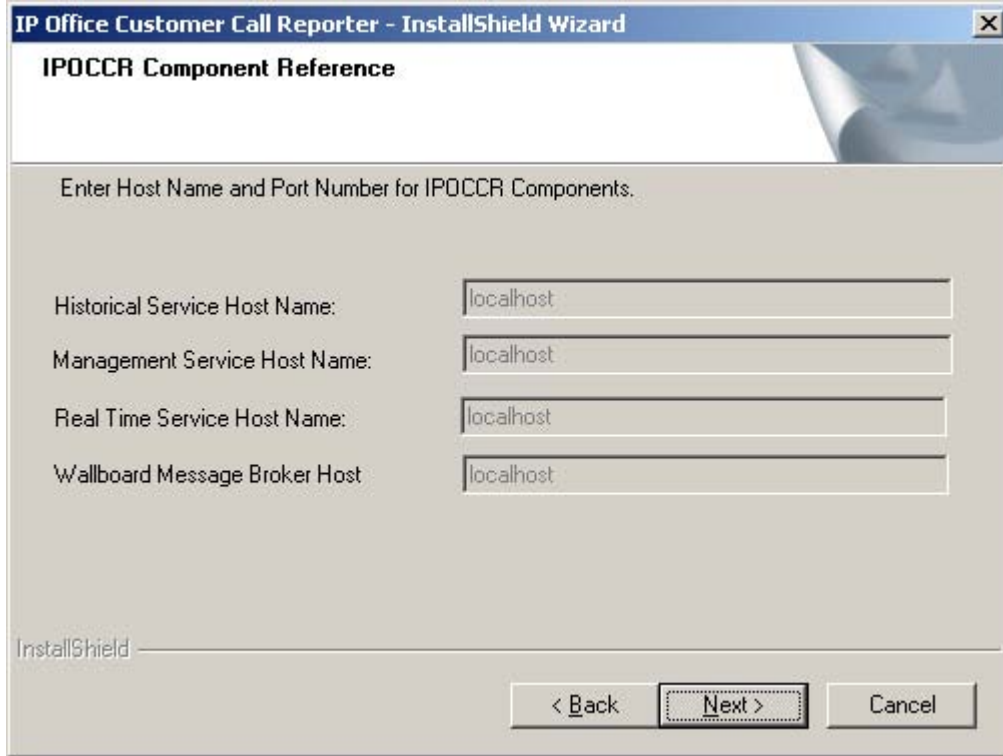 IP Office Customer Call Reporter - InstallShield Wizard
IPOCCR Component Reference
Enter Host Name and Port Number for IPOCCR Components.
Historical Service Host Name: localhost
Management Service Host Name: localhost
Real Time Service Host Name: localhost
Wallboard Message Broker Host localhost
InstallShield
< Back Next > Cancel